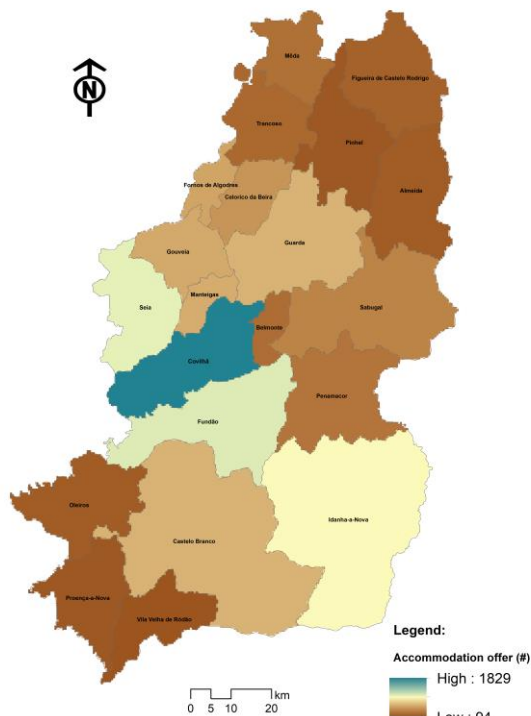 N
Mêda
Figueira de Castelo Rodrigo
Trancoso
Pinhel
Fornos de Algodres
Almeida
Celorico da Beira
Guarda
Gouveia
Manteigas
Seia
Sabugal
Belmonte
Covilhã
Penamacor
Fundão
Oleiros
Idanha-a-Nova
Castelo Branco
Proença-a-Nova
Vila Velha de Ródão
Legend:
Accommodation offer (#)
High : 1829
Low : 94
km
0 5 10 20